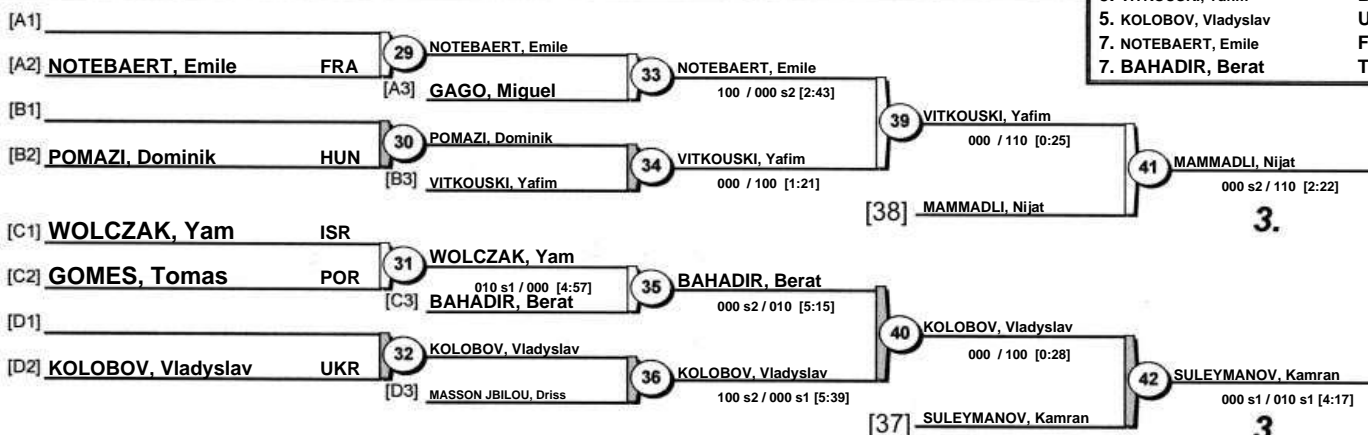 5. KOLOBOV, Vladyslav U
7. NOTEBAERT, Emile F
7. BAHADIR, Berat T
[A1]
[A2] NOTEBAERT, Emile FRA
29 NOTEBAERT, Emile
[A3] GAGO, Miguel
33 NOTEBAERT, Emile
100 / 000 s2 [2:43]
[B1]
[B2] POMAZI, Dominik HUN
30 POMAZI, Dominik
[B3] VITKOUSKI, Yafim
34 VITKOUSKI, Yafim
000 / 100 [1:21]
39 VITKOUSKI, Yafim
000 / 110 [0:25]
[38] MAMMADLI, Nijat
41 MAMMADLI, Nijat
000 s2 / 110 [2:22]
3.
[C1] WOLCZAK, Yam ISR
[C2] GOMES, Tomas POR
31 WOLCZAK, Yam
010 s1 / 000 [4:57]
[C3] BAHADIR, Berat
35 BAHADIR, Berat
000 s2 / 010 [5:15]
[D1]
[D2] KOLOBOV, Vladyslav UKR
32 KOLOBOV, Vladyslav
[D3] MASSON JBILOU, Driss
36 KOLOBOV, Vladyslav
100 s2 / 000 s1 [5:39]
40 KOLOBOV, Vladyslav
000 / 100 [0:28]
[37] SULEYMANOV, Kamran
42 SULEYMANOV, Kamran
000 s1 / 010 s1 [4:17]
3